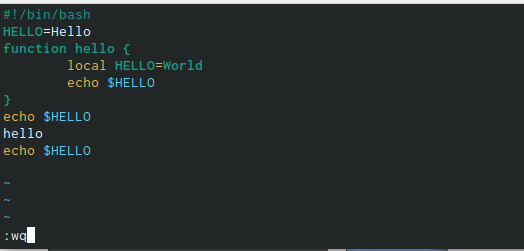 #!/bin/bash
HELLO=Hello
function hello {
        local HELLO=World
        echo $HELLO
}
echo $HELLO
hello
echo $HELLO
~
~
~
:wq